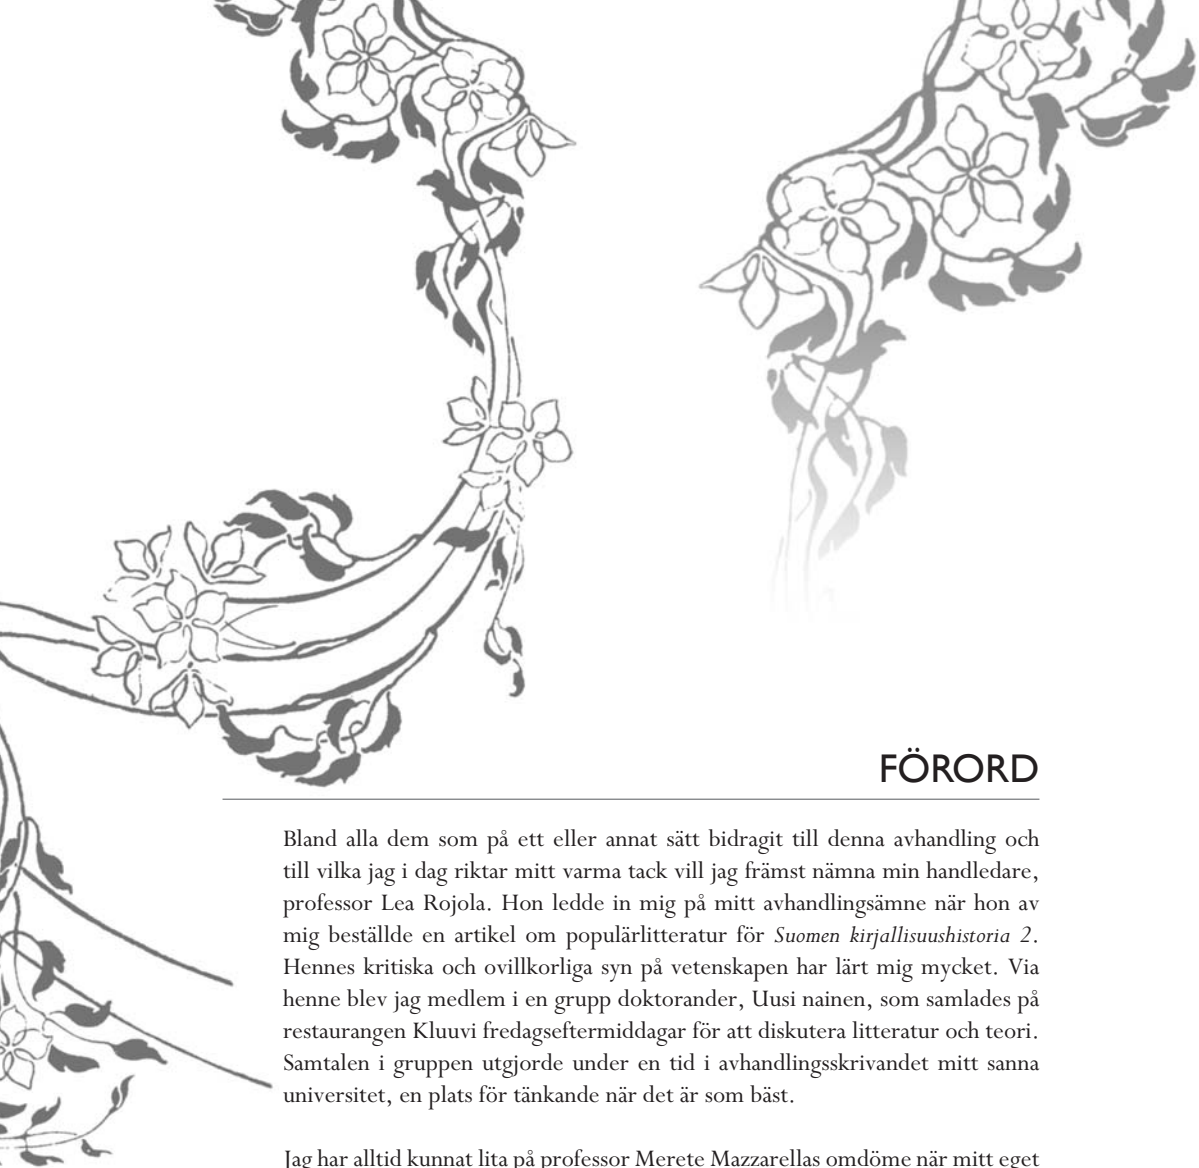 FÖRORD
Bland alla dem som på ett eller annat sätt bidragit till denna avhandling och
till vilka jag i dag riktar mitt varma tack vill jag främst nämna min handledare,
professor Lea Rojola. Hon ledde in mig på mitt avhandlingsämne när hon av
mig beställde en artikel om populärlitteratur för Suomen kirjallisuushistoria 2.
Hennes kritiska och ovillkorliga syn på vetenskapen har lärt mig mycket. Via
henne blev jag medlem i en grupp doktorander, Uusi nainen, som samlades på
restaurangen Kluuvi fredagseftermiddagar för att diskutera litteratur och teori.
Samtalen i gruppen utgjorde under en tid i avhandlingsskrivandet mitt sanna
universitet, en plats för tänkande när det är som bäst.
Jag har alltid kunnat lita på professor Merete Mazzarellas omdöme när mitt eget